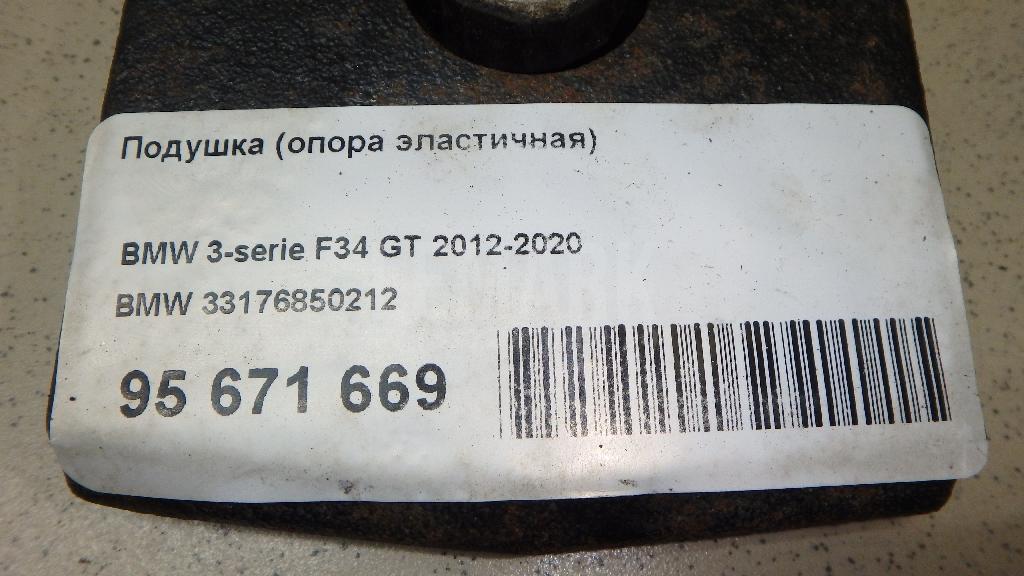 Подушка (опора эластичная)
BMW 3-serie F34 GT 2012-2020
BMW 33176850212
95 671 669